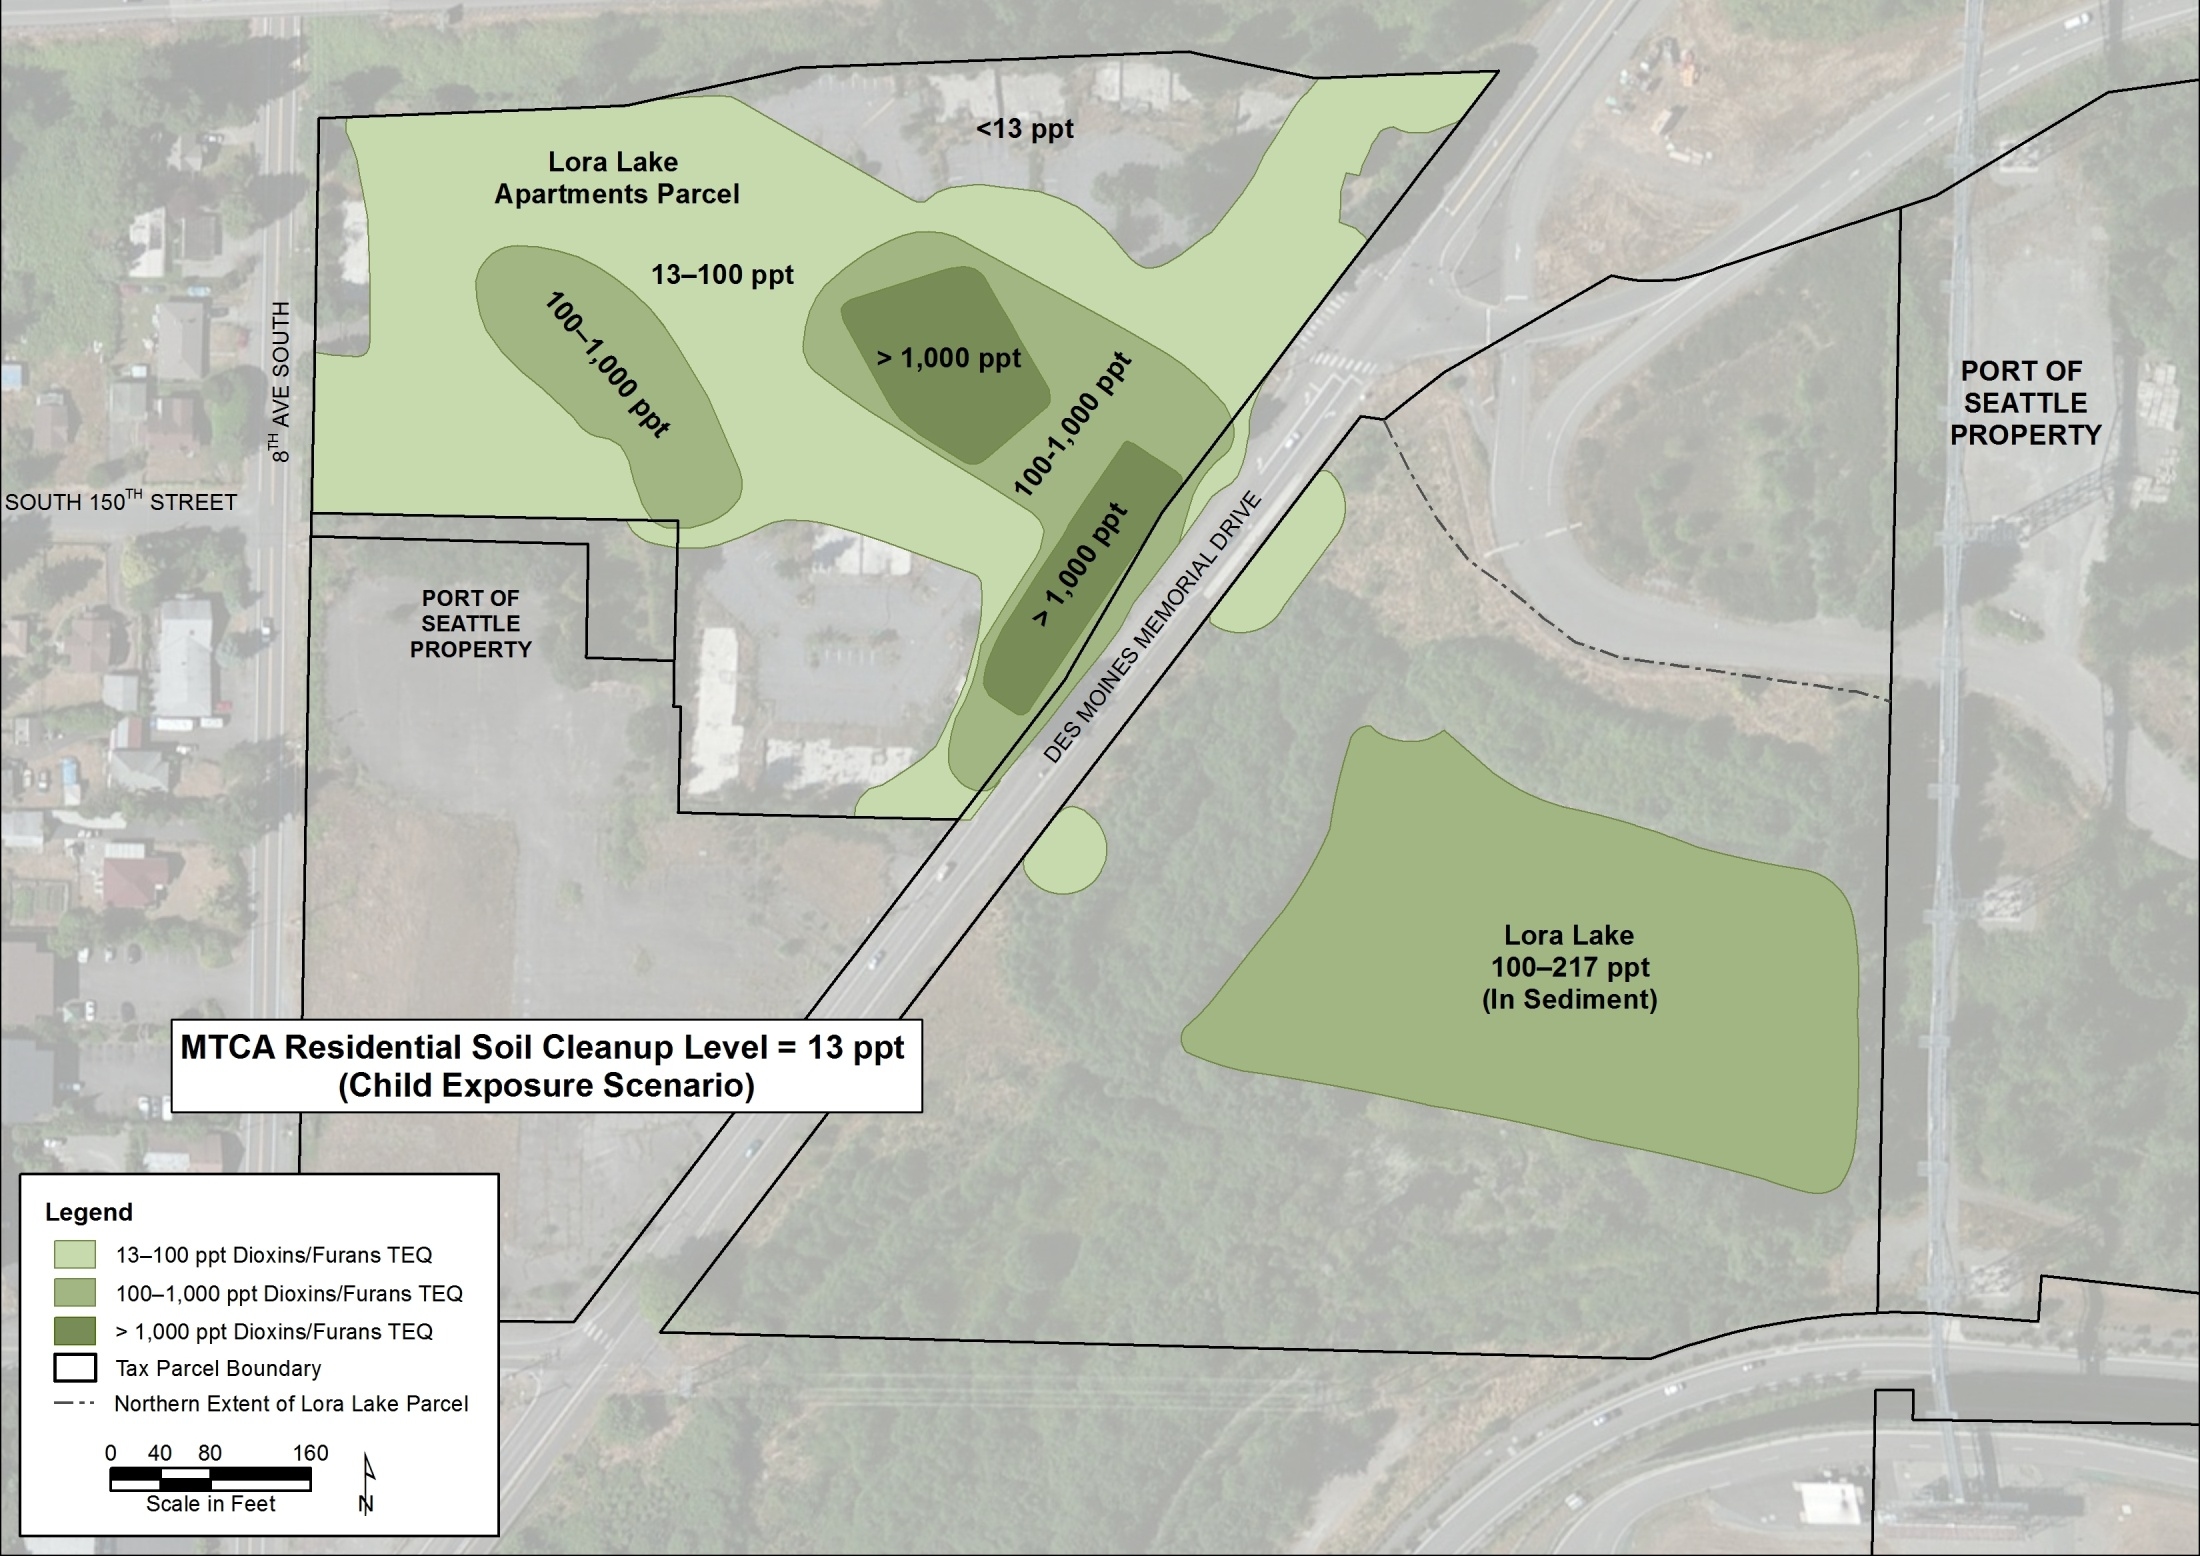 <13 ppt
Lora Lake
Apartments Parcel
13–100 ppt
100–1,000 ppt
> 1,000 ppt
100-1,000 ppt
> 1,000 ppt
8TH AVE SOUTH
SOUTH 150TH STREET
PORT OF
SEATTLE
PROPERTY
DES MOINES MEMORIAL DRIVE
PORT OF
SEATTLE
PROPERTY
Lora Lake
100–217 ppt
(In Sediment)
MTCA Residential Soil Cleanup Level = 13 ppt
(Child Exposure Scenario)
Legend
13–100 ppt Dioxins/Furans TEQ
100–1,000 ppt Dioxins/Furans TEQ
> 1,000 ppt Dioxins/Furans TEQ
Tax Parcel Boundary
Northern Extent of Lora Lake Parcel
0 40 80 160
Scale in Feet
N